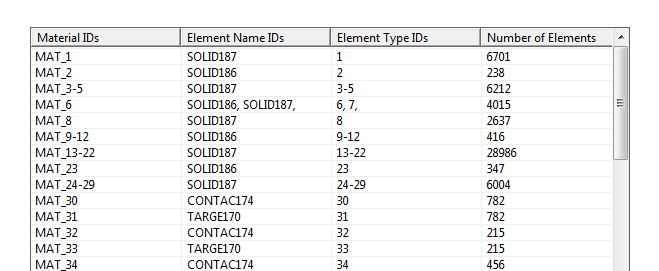 Material IDs Element Name IDs Element Type IDs Number of Elements
MAT_1 SOLID187 1 6701
MAT_2 SOLID186 2 238
MAT_3-5 SOLID187 3-5 6212
MAT_6 SOLID186, SOLID187, 6, 7, 4015
MAT_8 SOLID187 8 2637
MAT_9-12 SOLID186 9-12 416
MAT_13-22 SOLID187 13-22 28986
MAT_23 SOLID186 23 347
MAT_24-29 SOLID187 24-29 6004
MAT_30 CONTAC174 30 782
MAT_31 TARGE170 31 782
MAT_32 CONTAC174 32 215
MAT_33 TARGE170 33 215
MAT_34 CONTAC174 34 456